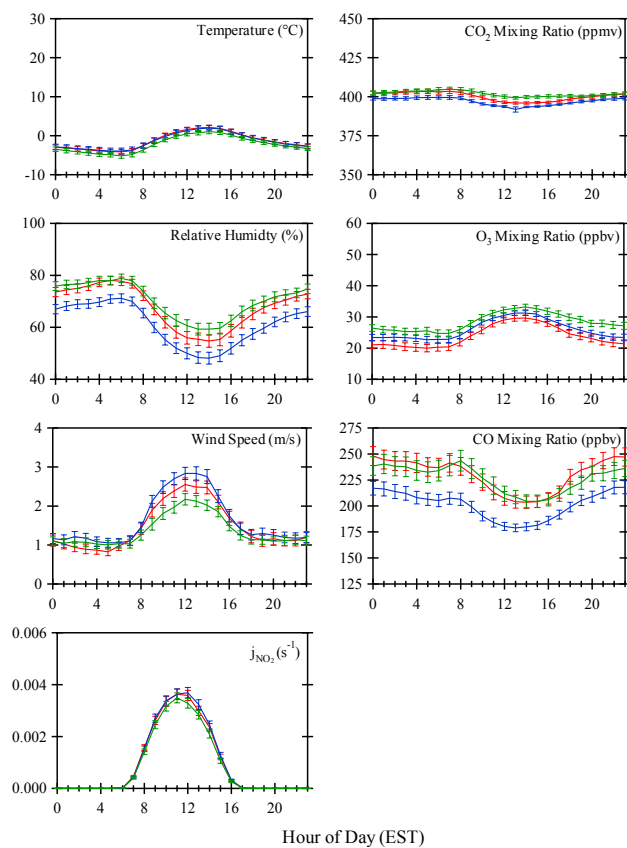 Temperature (°C)
30
20
10
0
-10
0 4 8 12 16 20
CO₂ Mixing Ratio (ppmv)
450
425
400
375
350
0 4 8 12 16 20
Relative Humidty (%)
100
80
60
40
0 4 8 12 16 20
O₃ Mixing Ratio (ppbv)
60
50
40
30
20
10
0 4 8 12 16 20
Wind Speed (m/s)
4
3
2
1
0
0 4 8 12 16 20
CO Mixing Ratio (ppbv)
275
250
225
200
175
150
125
0 4 8 12 16 20
j_NO₂ (s⁻¹)
0.006
0.004
0.002
0.000
0 4 8 12 16 20
Hour of Day (EST)